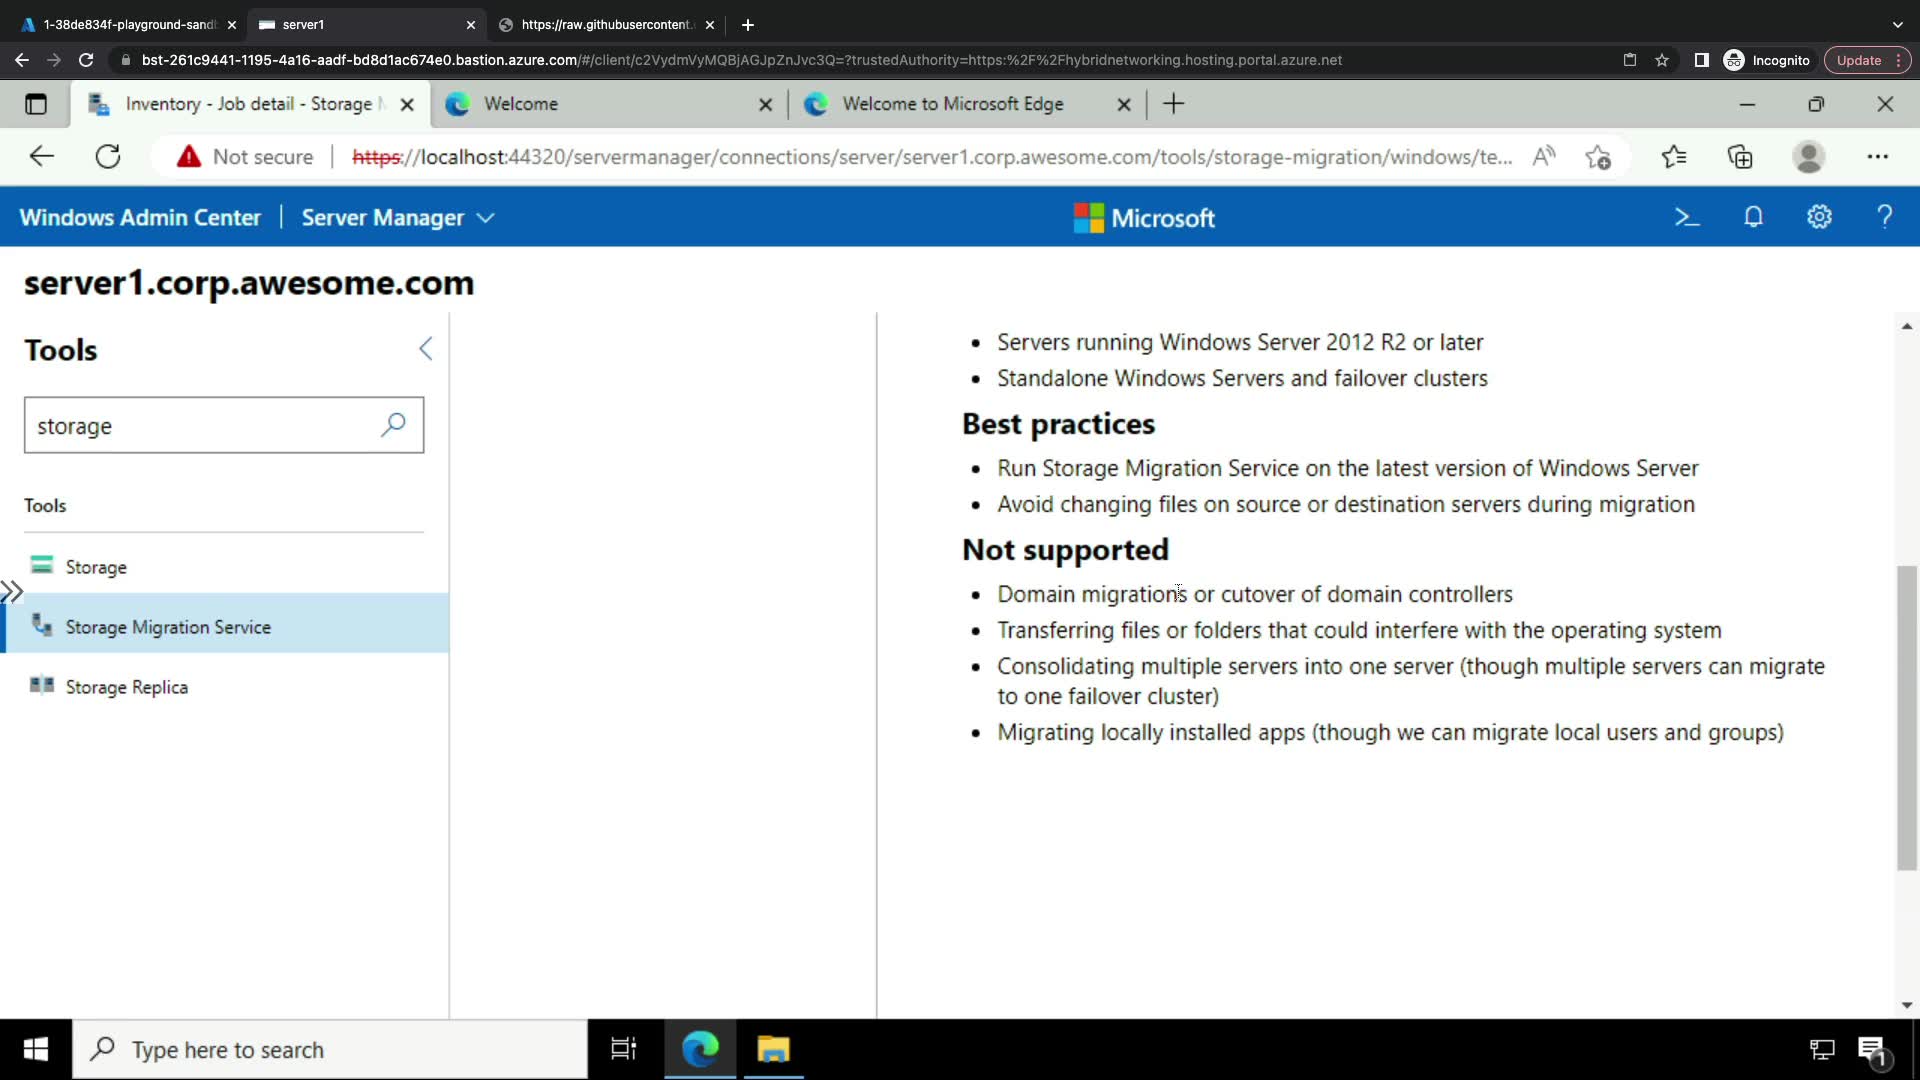 1-38de834f-playground-sandb
server1
https://raw.githubusercontent.
bst-261c9441-1195-4a16-aadf-bd8d1ac674e0.bastion.azure.com/#/client/c2VydmVyMQBjAGJpZnJvc3Q=?trustedAuthority=https:%2F%2Fhybridnetworking.hosting.portal.azure.net
Incognito
Update
Inventory - Job detail - Storage
Welcome
Welcome to Microsoft Edge
Not secure
https://localhost:44320/servermanager/connections/server/server1.corp.awesome.com/tools/storage-migration/windows/te...
Windows Admin Center
Server Manager
Microsoft
server1.corp.awesome.com
Tools
storage
Tools
Storage
Storage Migration Service
Storage Replica
• Servers running Windows Server 2012 R2 or later
• Standalone Windows Servers and failover clusters
Best practices
• Run Storage Migration Service on the latest version of Windows Server
• Avoid changing files on source or destination servers during migration
Not supported
• Domain migrations or cutover of domain controllers
• Transferring files or folders that could interfere with the operating system
• Consolidating multiple servers into one server (though multiple servers can migrate
to one failover cluster)
• Migrating locally installed apps (though we can migrate local users and groups)
Type here to search
1